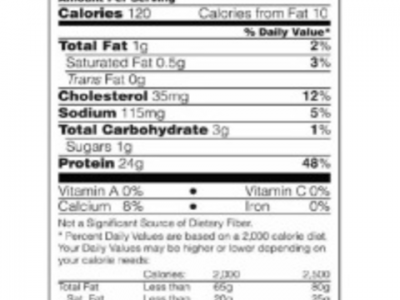 Amount Per Serving
Calories 120 Calories from Fat 10
% Daily Value*
Total Fat 1g 2%
Saturated Fat 0.5g 3%
Trans Fat 0g
Cholesterol 35mg 12%
Sodium 115mg 5%
Total Carbohydrate 3g 1%
Sugars 1g
Protein 24g 48%
Vitamin A 0% • Vitamin C 0%
Calcium 8% • Iron 0%
Not a Significant Source of Dietary Fiber.
* Percent Daily Values are based on a 2,000 calorie diet.
Your Daily Values may be higher or lower depending on
your calorie needs:
Calories: 2,000 2,500
Total Fat Less than 65g 80g
Sat. Fat Less than 20g 25g